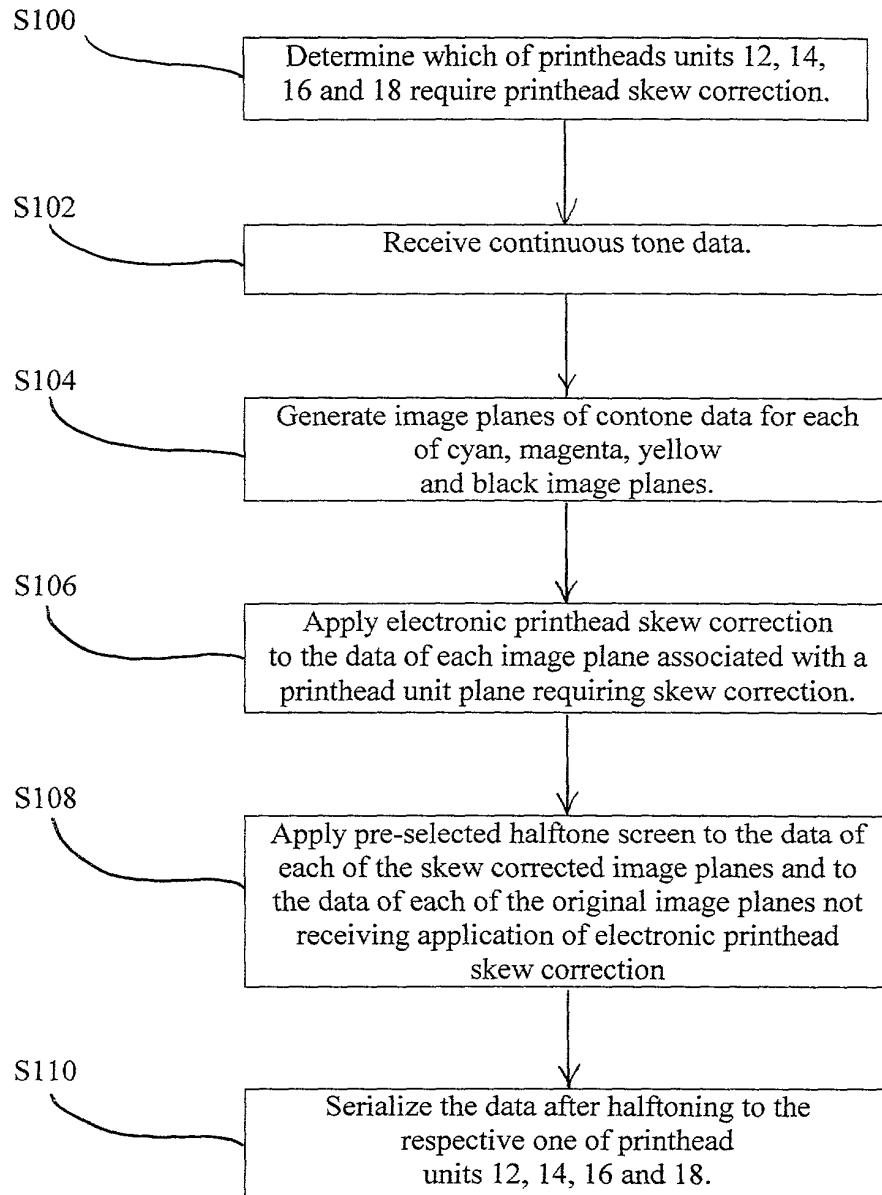 S100
Determine which of printheads units 12, 14,
16 and 18 require printhead skew correction.
S102
Receive continuous tone data.
S104
Generate image planes of contone data for each
of cyan, magenta, yellow
and black image planes.
S106
Apply electronic printhead skew correction
to the data of each image plane associated with a
printhead unit plane requiring skew correction.
S108
Apply pre-selected halftone screen to the data of
each of the skew corrected image planes and to
the data of each of the original image planes not
receiving application of electronic printhead
skew correction
S110
Serialize the data after halftoning to the
respective one of printhead
units 12, 14, 16 and 18.